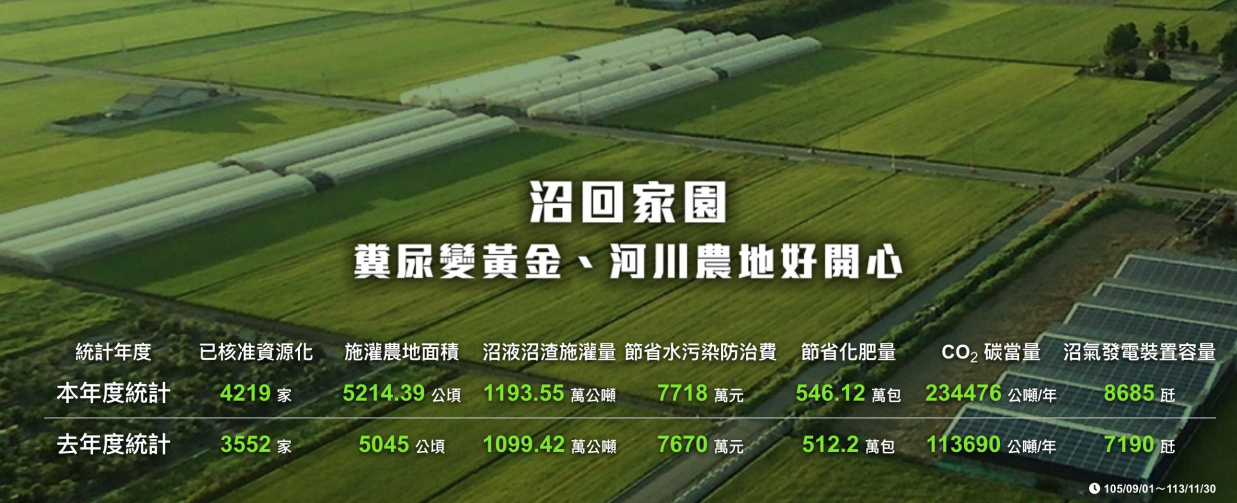 沼回家園
糞尿變黃金、河川農地好開心
統計年度 已核准資源化 施灌農地面積 沼液沼渣施灌量 節省水污染防治費 節省化肥量 CO₂ 碳當量 沼氣發電裝置容量
本年度統計 4219 家 5214.39 公頃 1193.55 萬公噸 7718 萬元 546.12 萬包 234476 公噸/年 8685 瓩
去年度統計 3552 家 5045 公頃 1099.42 萬公噸 7670 萬元 512.2 萬包 113690 公噸/年 7190 瓩
105/09/01～113/11/30